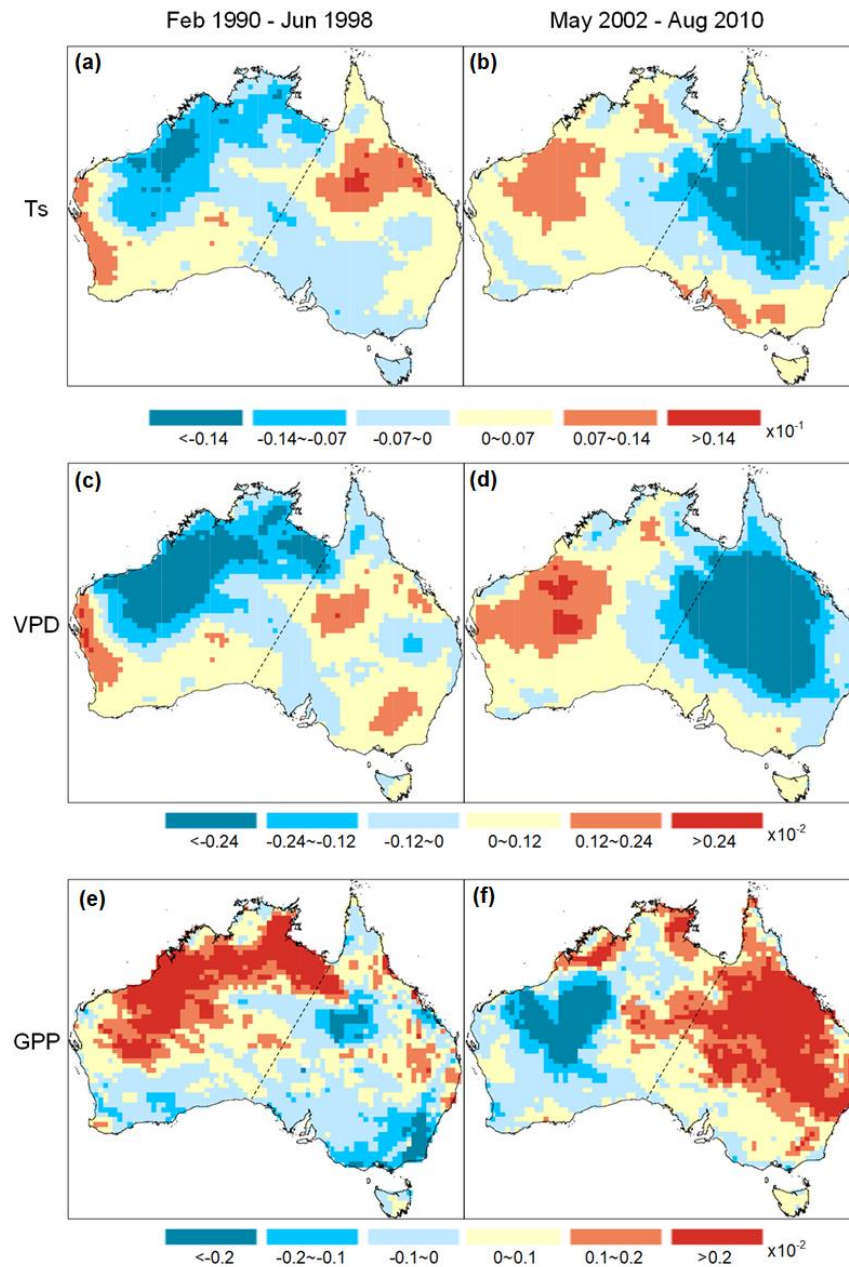 Feb 1990 - Jun 1998 May 2002 - Aug 2010
(a) (b)
Ts
<-0.14 -0.14~-0.07 -0.07~0 0~0.07 0.07~0.14 >0.14 x10-1
(c) (d)
VPD
<-0.24 -0.24~-0.12 -0.12~0 0~0.12 0.12~0.24 >0.24 x10-2
(e) (f)
GPP
<-0.2 -0.2~-0.1 -0.1~0 0~0.1 0.1~0.2 >0.2 x10-2